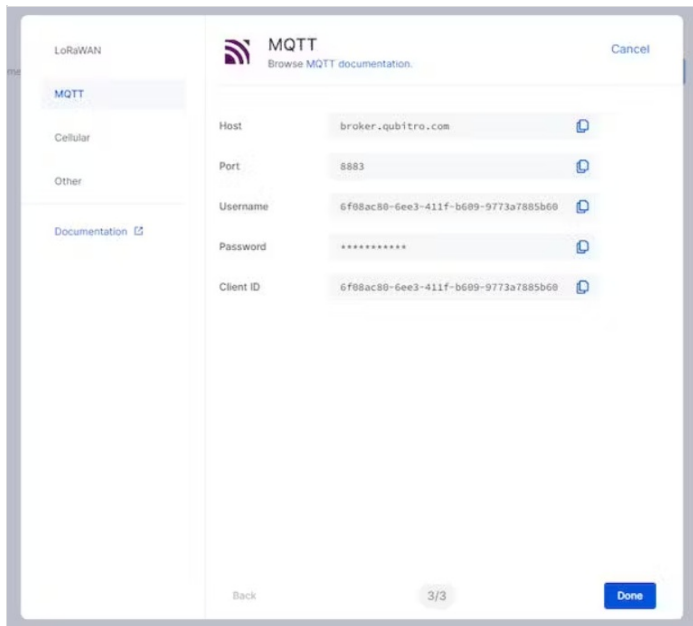 LoRaWAN
MQTT
Cellular
Other
Documentation
MQTT
Browse MQTT documentation.
Cancel
Host
broker.qubitro.com
Port
8883
Username
6f08ac80-6ee3-411f-b609-9773a7885b60
Password
***********
Client ID
6f08ac80-6ee3-411f-b609-9773a7885b60
Back
3/3
Done